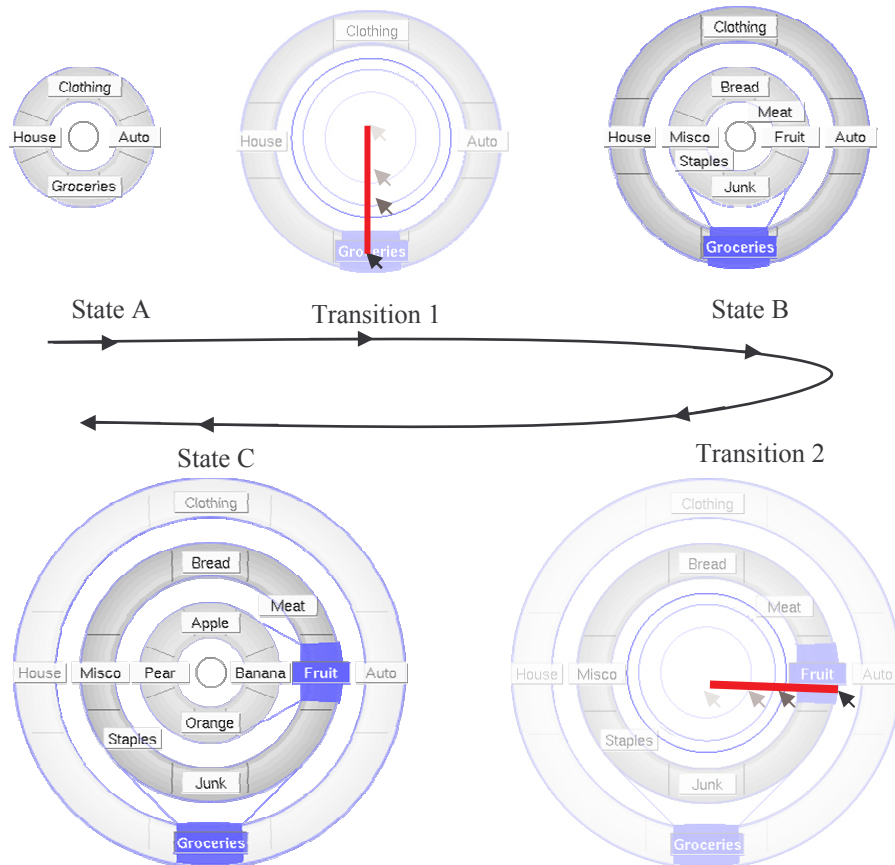 Clothing
House
Auto
Groceries
State A
Clothing
House
Auto
Groceries
Transition 1
Clothing
Bread
Meat
House
Misco
Fruit
Auto
Staples
Junk
Groceries
State B
State C
Clothing
Bread
Meat
Apple
House
Misco
Pear
Banana
Fruit
Auto
Orange
Staples
Junk
Groceries
Transition 2
Clothing
Bread
Meat
House
Misco
Fruit
Auto
Staples
Junk
Groceries